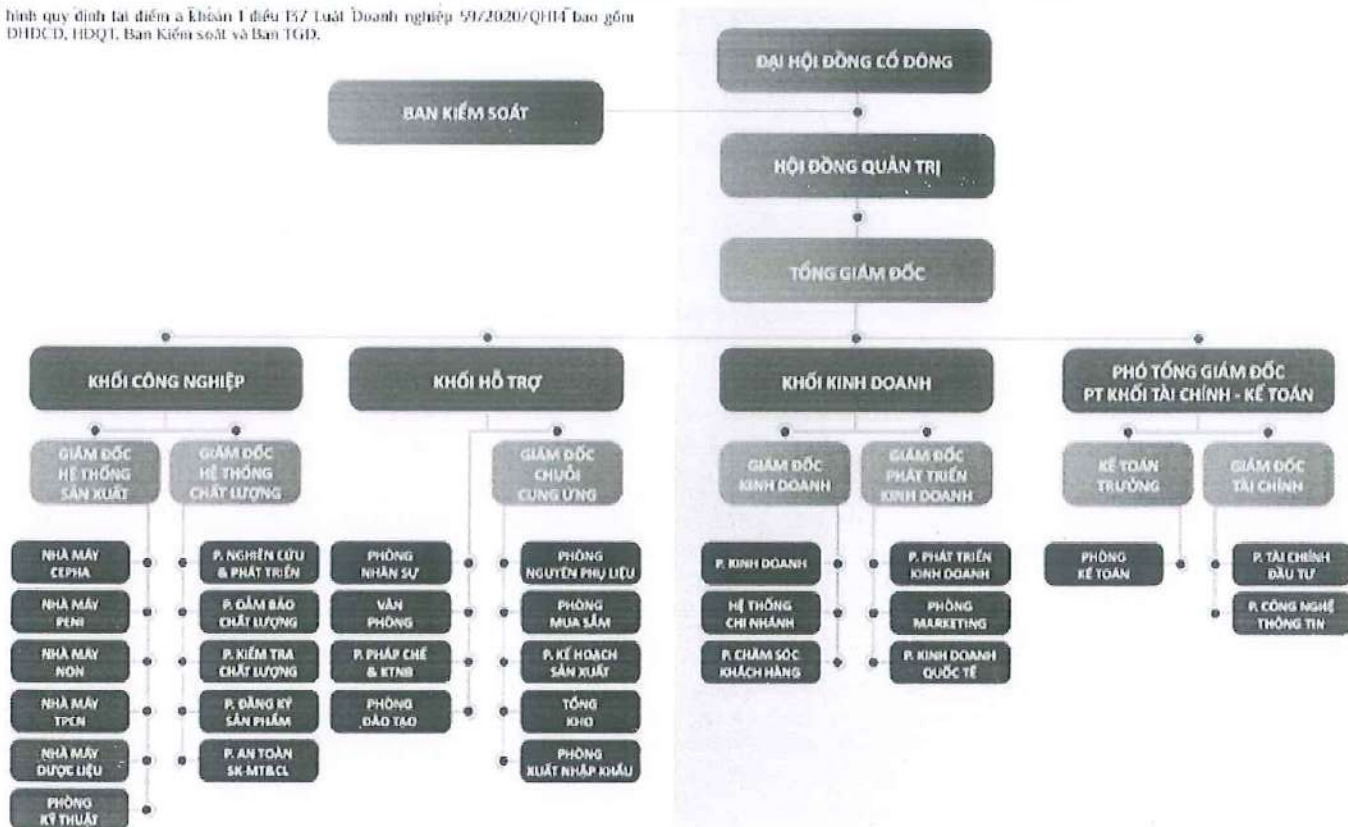 hình quy định tại điểm a khoản 1 điều 137 Luật Doanh nghiệp 59/2020/QH14 bao gồm
ĐHĐCĐ, HĐQT, Ban Kiểm soát và Ban TGĐ.
ĐẠI HỘI ĐỒNG CỔ ĐÔNG
BAN KIỂM SOÁT
HỘI ĐỒNG QUẢN TRỊ
TỔNG GIÁM ĐỐC
KHỐI CÔNG NGHIỆP
KHỐI HỖ TRỢ
KHỐI KINH DOANH
PHÓ TỔNG GIÁM ĐỐC
PT KHỐI TÀI CHÍNH - KẾ TOÁN
GIÁM ĐỐC
HỆ THỐNG
SẢN XUẤT
GIÁM ĐỐC
HỆ THỐNG
CHẤT LƯỢNG
GIÁM ĐỐC
CHUỖI
CUNG ỨNG
GIÁM ĐỐC
KINH DOANH
GIÁM ĐỐC
PHÁT TRIỂN
KINH DOANH
KẾ TOÁN
TRƯỞNG
GIÁM ĐỐC
TÀI CHÍNH
NHÀ MÁY
CEPHA
NHÀ MÁY
PENI
NHÀ MÁY
NON
NHÀ MÁY
TPCN
NHÀ MÁY
DƯỢC LIỆU
PHÒNG
KỸ THUẬT
P. NGHIÊN CỨU
& PHÁT TRIỂN
P. ĐẢM BẢO
CHẤT LƯỢNG
P. KIỂM TRA
CHẤT LƯỢNG
P. ĐĂNG KÝ
SẢN PHẨM
P. AN TOÀN
SK-MT&CL
PHÒNG
NHÂN SỰ
VĂN
PHÒNG
P. PHÁP CHẾ
& KTNB
PHÒNG
ĐÀO TẠO
PHÒNG
NGUYÊN PHỤ LIỆU
PHÒNG
MUA SẮM
P. KẾ HOẠCH
SẢN XUẤT
TỔNG
KHO
PHÒNG
XUẤT NHẬP KHẨU
P. KINH DOANH
HỆ THỐNG
CHI NHÁNH
P. CHĂM SÓC
KHÁCH HÀNG
P. PHÁT TRIỂN
KINH DOANH
PHÒNG
MARKETING
P. KINH DOANH
QUỐC TẾ
PHÒNG
KẾ TOÁN
P. TÀI CHÍNH
ĐẦU TƯ
P. CÔNG NGHỆ
THÔNG TIN